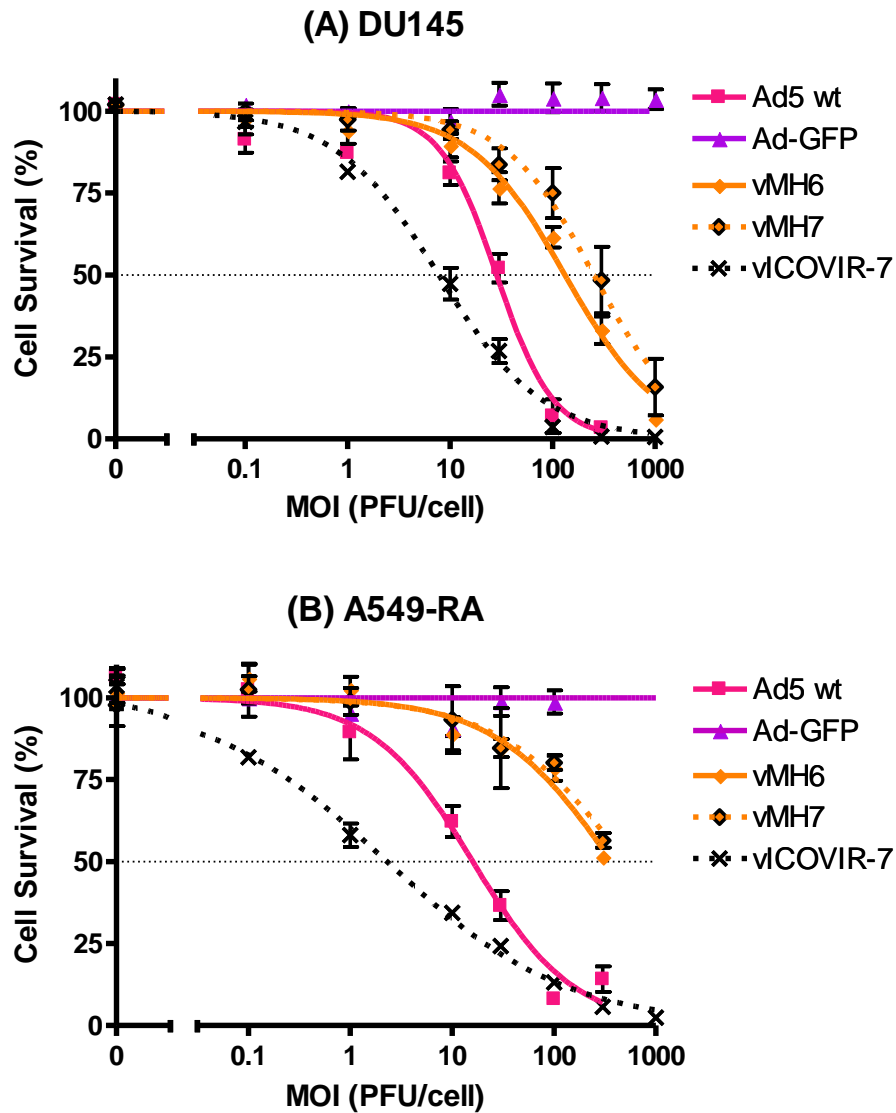 (A) DU145
100
75
50
25
0
Cell Survival (%)
0 0.1 1 10 100 1000
MOI (PFU/cell)
Ad5 wt
Ad-GFP
vMH6
vMH7
vICOVIR-7
(B) A549-RA
100
75
50
25
0
Cell Survival (%)
0 0.1 1 10 100 1000
MOI (PFU/cell)
Ad5 wt
Ad-GFP
vMH6
vMH7
vICOVIR-7